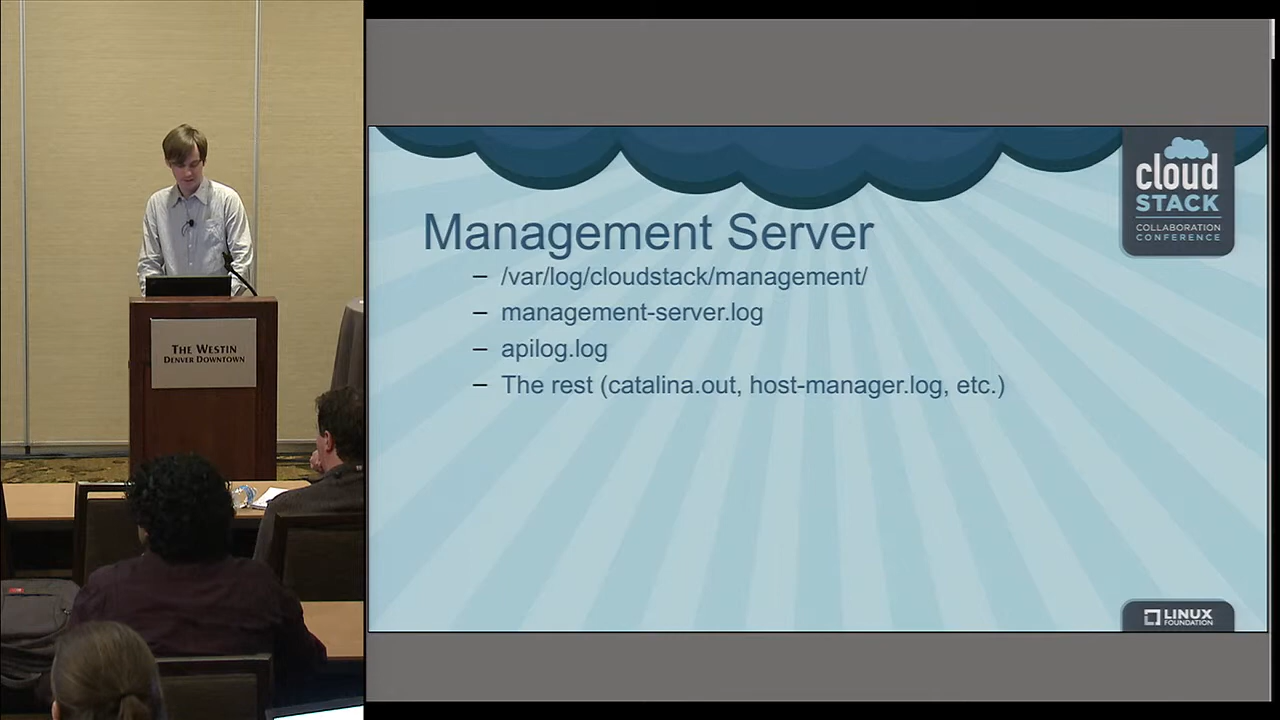 THE WESTIN
DENVER DOWNTOWN
cloud
STACK
COLLABORATION
CONFERENCE
Management Server
– /var/log/cloudstack/management/
– management-server.log
– apilog.log
– The rest (catalina.out, host-manager.log, etc.)
LINUX
FOUNDATION